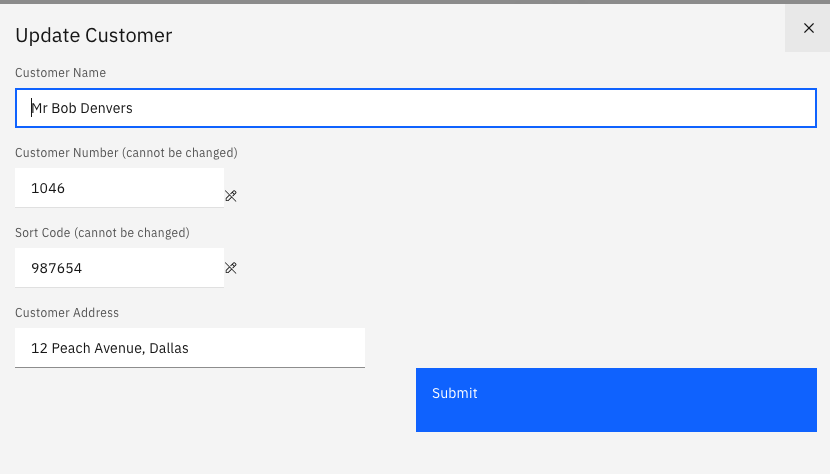 Update Customer
Customer Name
Mr Bob Denvers
Customer Number (cannot be changed)
1046
Sort Code (cannot be changed)
987654
Customer Address
12 Peach Avenue, Dallas
Submit